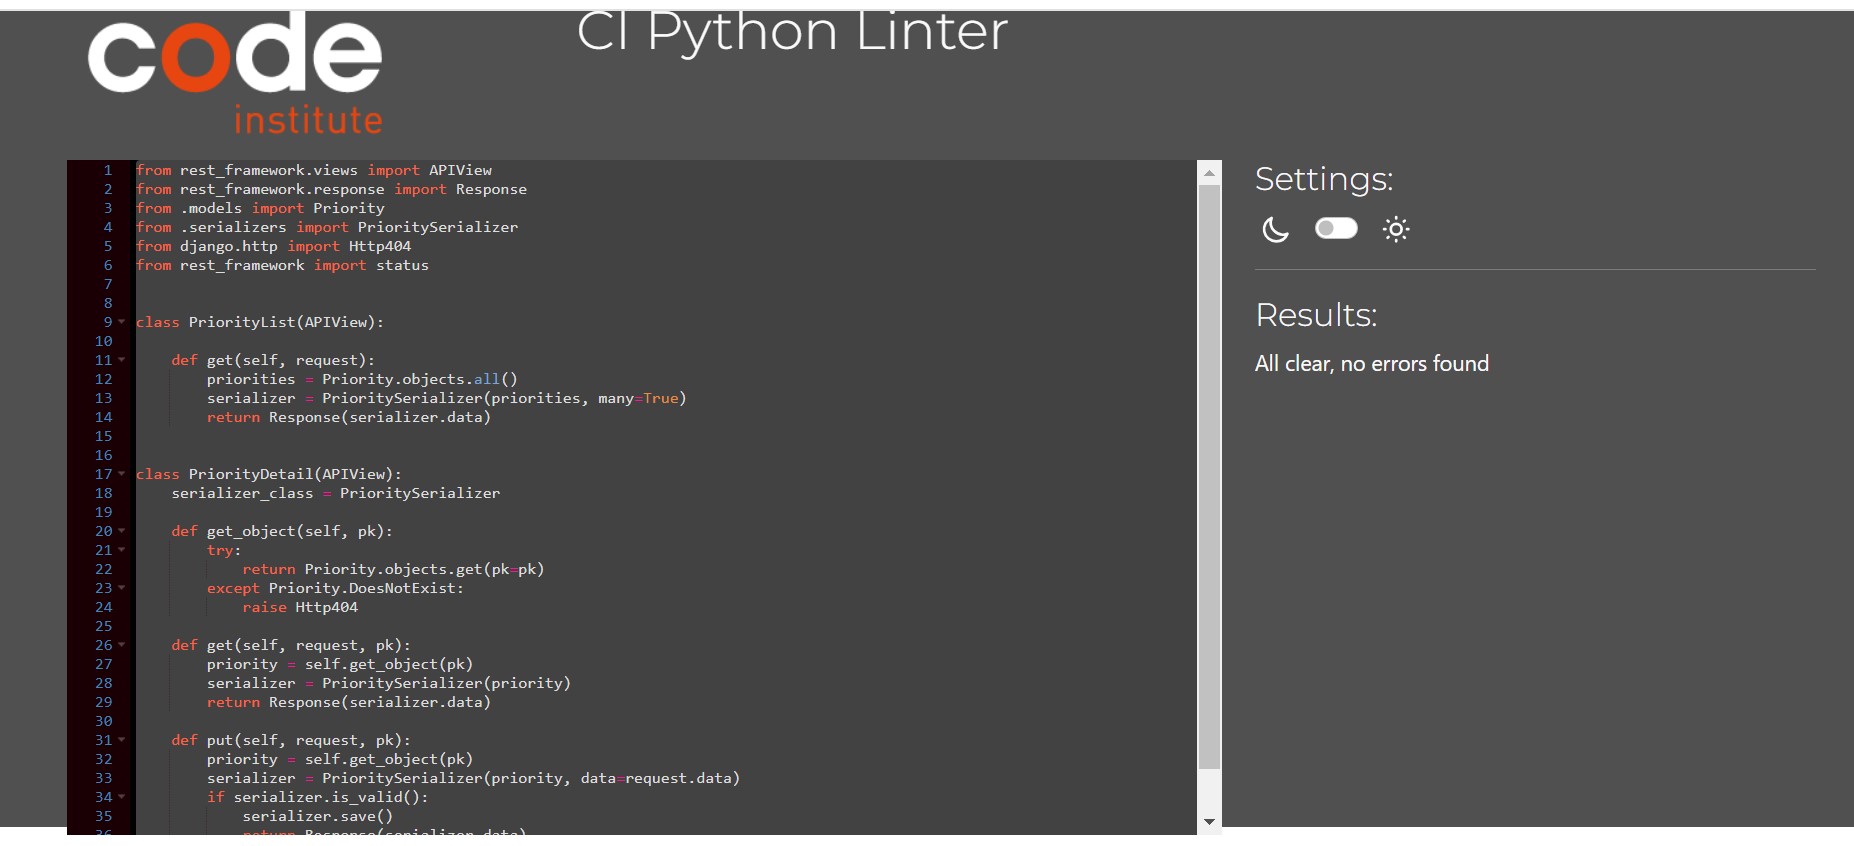 code
institute
CI Python Linter
1 from rest_framework.views import APIView
2 from rest_framework.response import Response
3 from .models import Priority
4 from .serializers import PrioritySerializer
5 from django.http import Http404
6 from rest_framework import status
7
8
9 class PriorityList(APIView):
10
11     def get(self, request):
12         priorities = Priority.objects.all()
13         serializer = PrioritySerializer(priorities, many=True)
14         return Response(serializer.data)
15
16
17 class PriorityDetail(APIView):
18     serializer_class = PrioritySerializer
19
20     def get_object(self, pk):
21         try:
22             return Priority.objects.get(pk=pk)
23         except Priority.DoesNotExist:
24             raise Http404
25
26     def get(self, request, pk):
27         priority = self.get_object(pk)
28         serializer = PrioritySerializer(priority)
29         return Response(serializer.data)
30
31     def put(self, request, pk):
32         priority = self.get_object(pk)
33         serializer = PrioritySerializer(priority, data=request.data)
34         if serializer.is_valid():
35             serializer.save()
36             return Response(serializer.data)
Settings:
Results:
All clear, no errors found